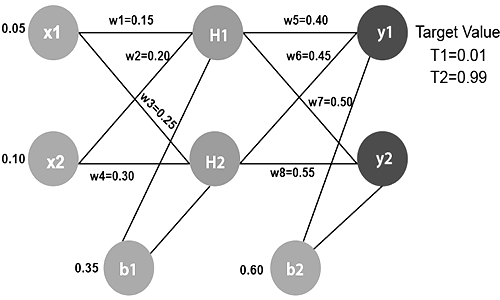 0.05 x1 w1=0.15 H1 w5=0.40 y1 Target Value
T1=0.01
T2=0.99
w2=0.20 w6=0.45
w3=0.25 w7=0.50
0.10 x2 w4=0.30 H2 w8=0.55 y2
0.35 b1 0.60 b2